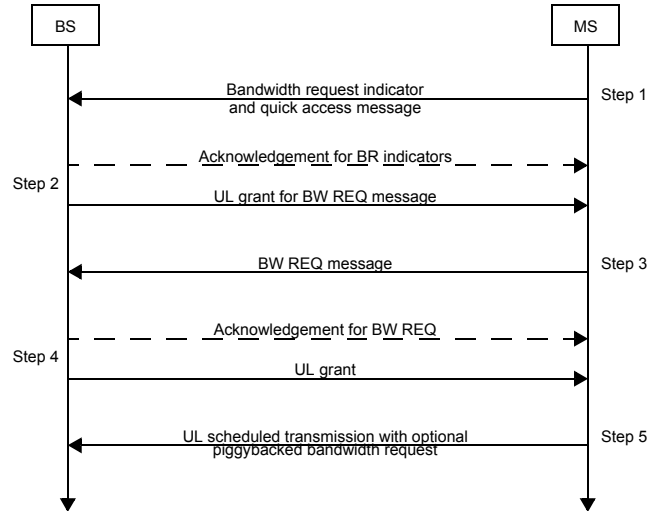 BS
MS
Bandwidth request indicator
and quick access message
Step 1
Acknowledgement for BR indicators
Step 2
UL grant for BW REQ message
BW REQ message
Step 3
Acknowledgement for BW REQ
Step 4
UL grant
UL scheduled transmission with optional
piggybacked bandwidth request
Step 5